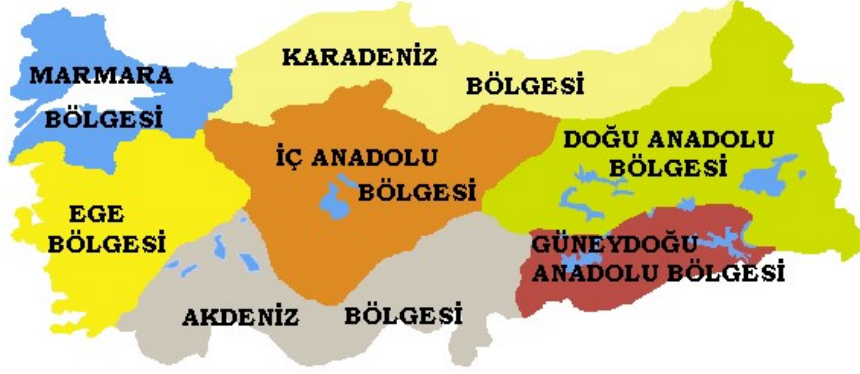 MARMARA
BÖLGESİ
KARADENİZ
BÖLGESİ
İÇ ANADOLU
BÖLGESİ
DOĞU ANADOLU
BÖLGESİ
EGE
BÖLGESİ
GÜNEYDOĞU
ANADOLU BÖLGESİ
AKDENİZ BÖLGESİ